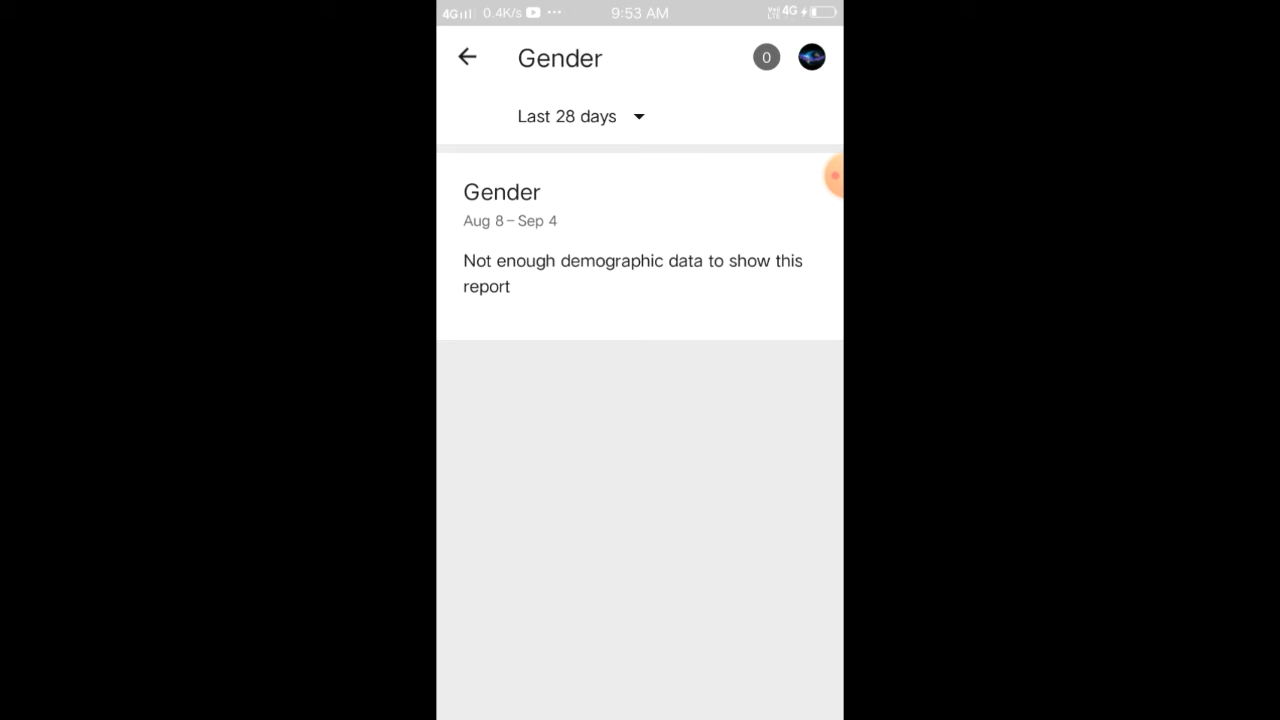 4G 0.4K/s ... 9:53 AM VoLTE 4G
Gender 0
Last 28 days
Gender
Aug 8 – Sep 4
Not enough demographic data to show this
report